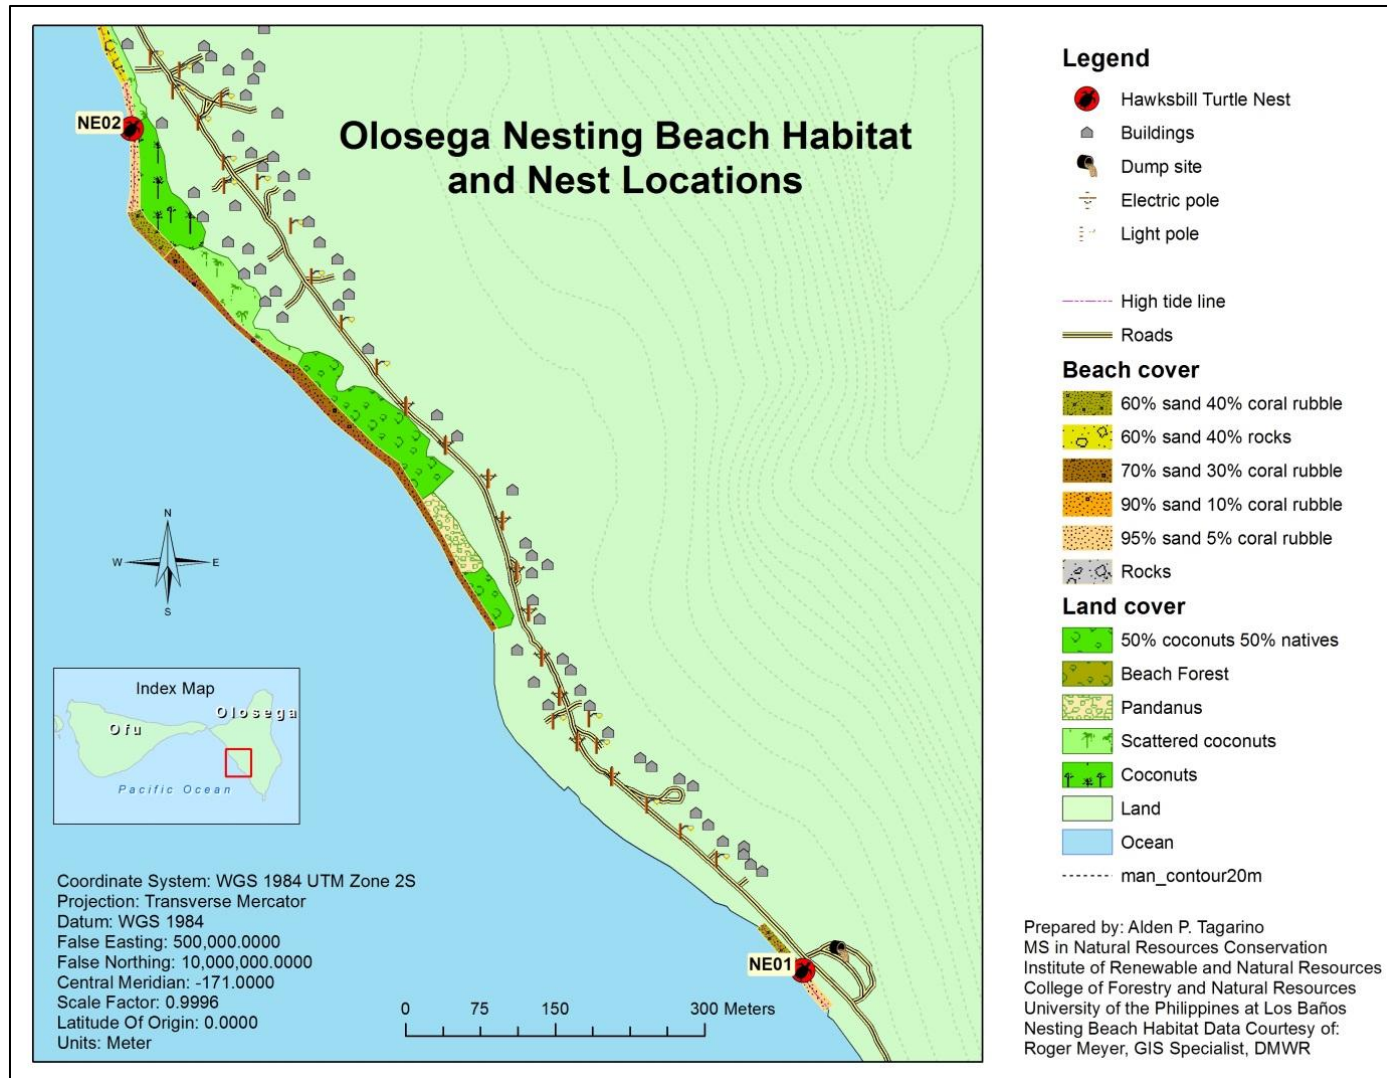 Olosega Nesting Beach Habitat
and Nest Locations
NE02
NE01
N
W E
S
Index Map
Ofu
Olosega
Pacific Ocean
Coordinate System: WGS 1984 UTM Zone 2S
Projection: Transverse Mercator
Datum: WGS 1984
False Easting: 500,000.0000
False Northing: 10,000,000.0000
Central Meridian: -171.0000
Scale Factor: 0.9996
Latitude Of Origin: 0.0000
Units: Meter
0 75 150 300 Meters
Legend
Hawksbill Turtle Nest
Buildings
Dump site
Electric pole
Light pole
High tide line
Roads
Beach cover
60% sand 40% coral rubble
60% sand 40% rocks
70% sand 30% coral rubble
90% sand 10% coral rubble
95% sand 5% coral rubble
Rocks
Land cover
50% coconuts 50% natives
Beach Forest
Pandanus
Scattered coconuts
Coconuts
Land
Ocean
man_contour20m
Prepared by: Alden P. Tagarino
MS in Natural Resources Conservation
Institute of Renewable and Natural Resources
College of Forestry and Natural Resources
University of the Philippines at Los Baños
Nesting Beach Habitat Data Courtesy of:
Roger Meyer, GIS Specialist, DMWR